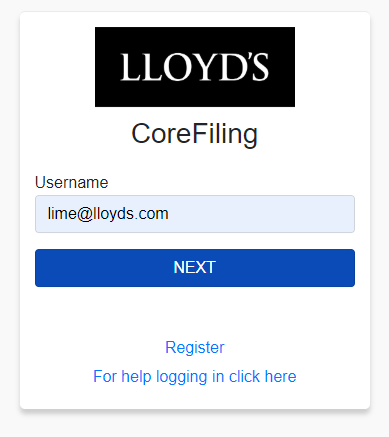 LLOYD'S
CoreFiling
Username
lime@lloyds.com
NEXT
Register
For help logging in click here